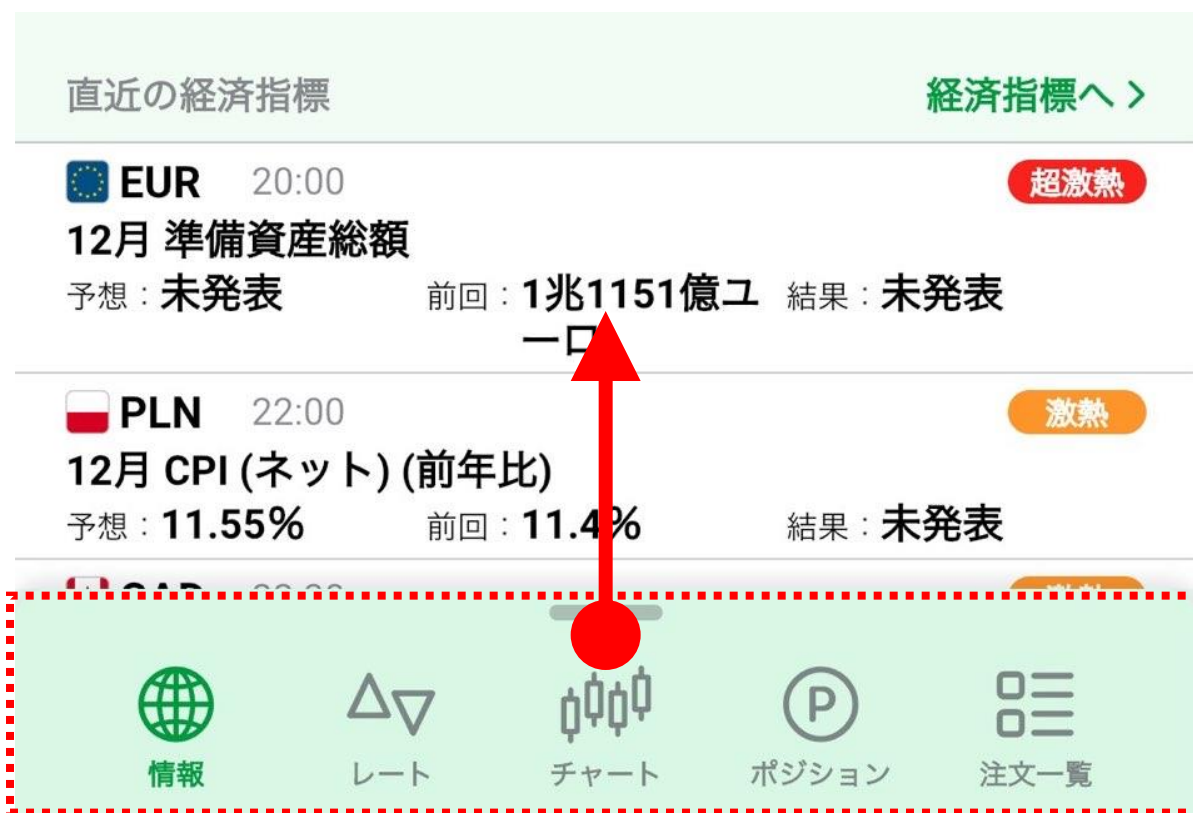 直近の経済指標 経済指標へ >
EUR 20:00 超激熱
12月 準備資産総額
予想:未発表 前回:1兆1151億ユ 結果:未発表
ーロ
PLN 22:00 激熱
12月 CPI (ネット) (前年比)
予想:11.55% 前回:11.4% 結果:未発表
情報 レート チャート P ポジション 注文一覧